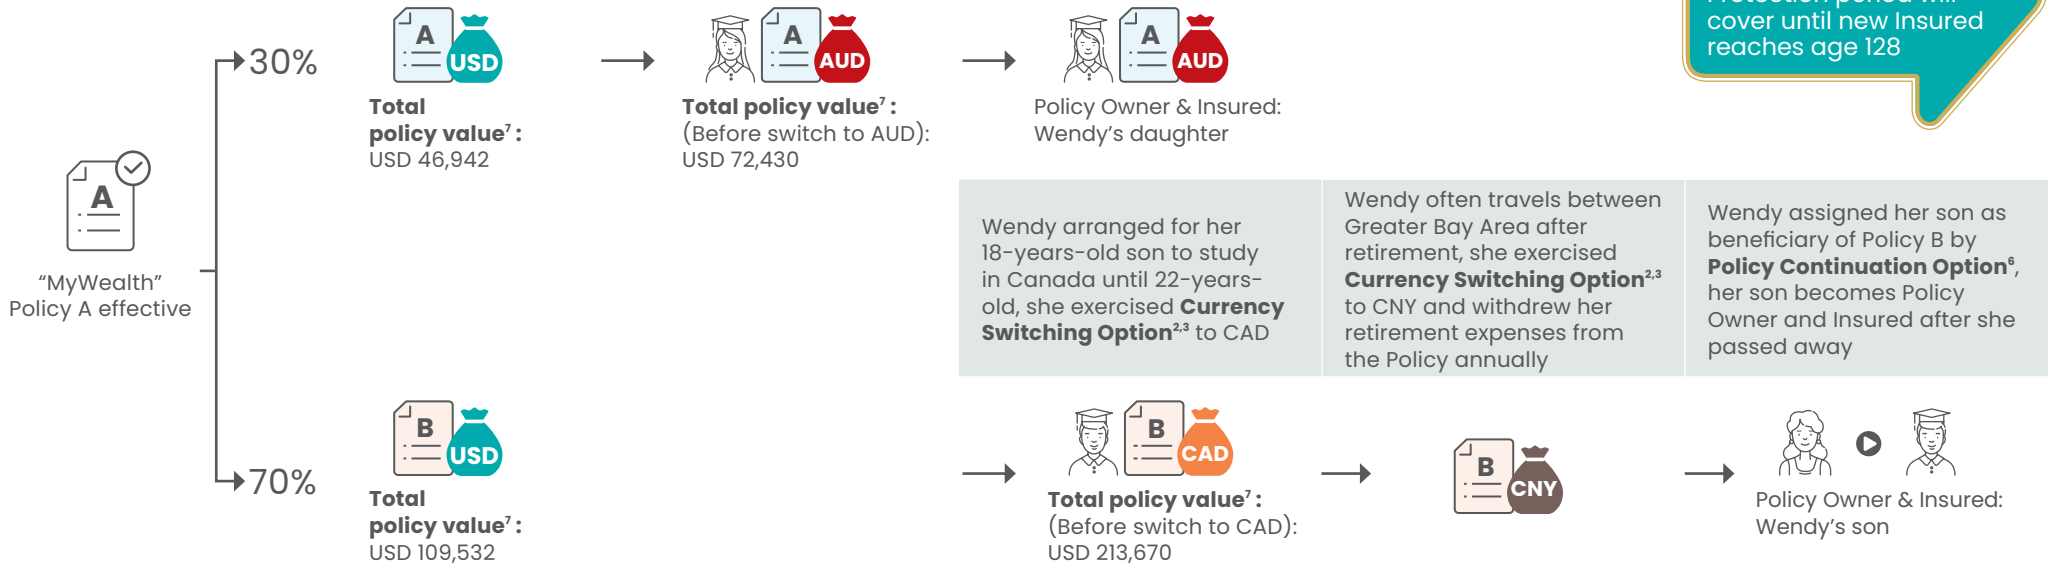 Protection period will
cover until new Insured
reaches age 128
30%
A
USD
Total
policy value⁷ :
USD 46,942
A
AUD
Total policy value⁷ :
(Before switch to AUD):
USD 72,430
A
AUD
Policy Owner & Insured:
Wendy’s daughter
A
“MyWealth”
Policy A effective
Wendy arranged for her
18-years-old son to study
in Canada until 22-years-
old, she exercised Currency
Switching Option²,³ to CAD
Wendy often travels between
Greater Bay Area after
retirement, she exercised
Currency Switching Option²,³
to CNY and withdrew her
retirement expenses from
the Policy annually
Wendy assigned her son as
beneficiary of Policy B by
Policy Continuation Option⁶,
her son becomes Policy
Owner and Insured after she
passed away
70%
B
USD
Total
policy value⁷ :
USD 109,532
B
CAD
Total policy value⁷ :
(Before switch to CAD):
USD 213,670
B
CNY
Policy Owner & Insured:
Wendy’s son